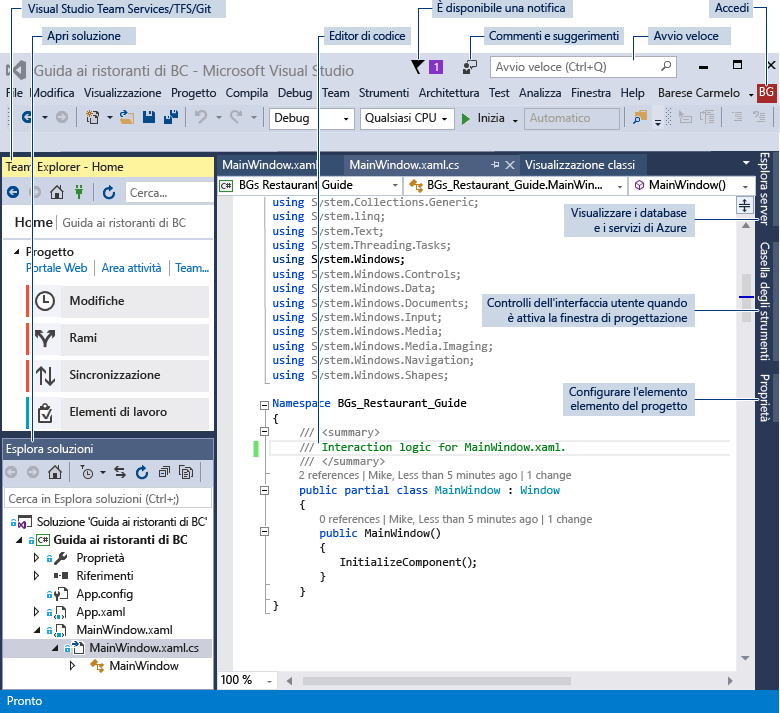 Visual Studio Team Services/TFS/Git
È disponibile una notifica
Accedi
Apri soluzione
Editor di codice
Commenti e suggerimenti
Avvio veloce
Guida ai ristoranti di BC - Microsoft Visual Studio
1
Avvio veloce (Ctrl+Q)
File Modifica Visualizzazione Progetto Compila Debug Team Strumenti Architettura Test Analizza Finestra Help Barese Carmelo BG
Debug Qualsiasi CPU Inizia Automatico
Team Explorer - Home
MainWindow.xaml MainWindow.xaml.cs Visualizzazione classi
Cerca...
C# BGs Restaurant Guide BGs_Restaurant_Guide.MainWin... MainWindow()
Home Guida ai ristoranti di BC
Progetto
Portale Web Area attività Team...
Modifiche
Rami
Sincronizzazione
Elementi di lavoro
using System.Collections.Generic;
using System.linq;
using System.Text;
using System.Threading.Tasks;
using System.Windows;
using System.Windows.Controls;
using System.Windows.Data;
using System.Windows.Documents;
using System.Windows.Input;
using System.Windows.Media;
using System.Windows.Media.Imaging;
using System.Windows.Navigation;
using System.Windows.Shapes;
Namespace BGs_Restaurant_Guide
{
/// <summary>
/// Interaction logic for MainWindow.xaml.
/// </summary>
2 references | Mike, Less than 5 minutes ago | 1 change
public partial class MainWindow : Window
{
0 references | Mike, Less than 5 minutes ago | 1 change
public MainWindow()
{
InitializeComponent();
}
}
}
Visualizzare i database
e i servizi di Azure
Controlli dell'interfaccia utente quando
è attiva la finestra di progettazione
Configurare l'elemento
elemento del progetto
Esplora server
Casella degli strumenti
Proprietà
Esplora soluzioni
Cerca in Esplora soluzioni (Ctrl+;)
Soluzione 'Guida ai ristoranti di BC'
C# Guida ai ristoranti di BC
Proprietà
Riferimenti
App.config
App.xaml
MainWindow.xaml
MainWindow.xaml.cs
MainWindow
100 %
Pronto